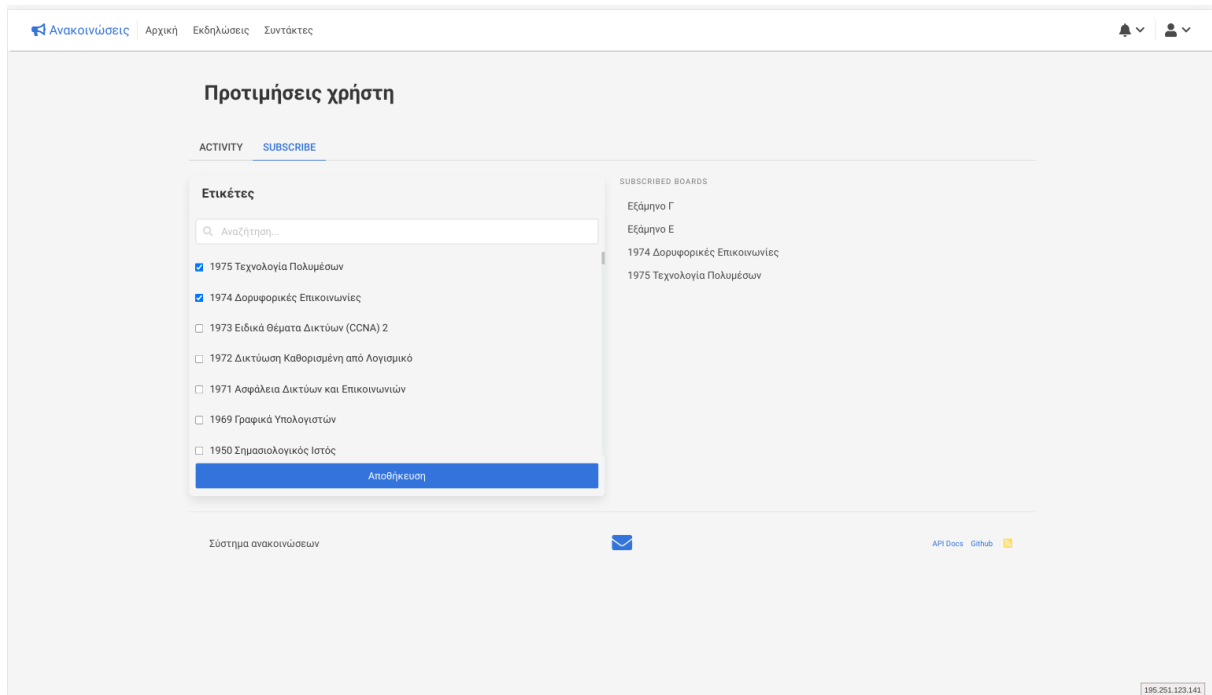 Ανακοινώσεις Αρχική Εκδηλώσεις Συντάκτες
Προτιμήσεις χρήστη
ACTIVITY SUBSCRIBE
Ετικέτες
Αναζήτηση...
1975 Τεχνολογία Πολυμέσων
1974 Δορυφορικές Επικοινωνίες
1973 Ειδικά Θέματα Δικτύων (CCNA) 2
1972 Δικτύωση Καθορισμένη από Λογισμικό
1971 Ασφάλεια Δικτύων και Επικοινωνιών
1969 Γραφικά Υπολογιστών
1950 Σημασιολογικός Ιστός
Αποθήκευση
SUBSCRIBED BOARDS
Εξάμηνο Γ
Εξάμηνο Ε
1974 Δορυφορικές Επικοινωνίες
1975 Τεχνολογία Πολυμέσων
Σύστημα ανακοινώσεων
API Docs Github
195.251.123.141